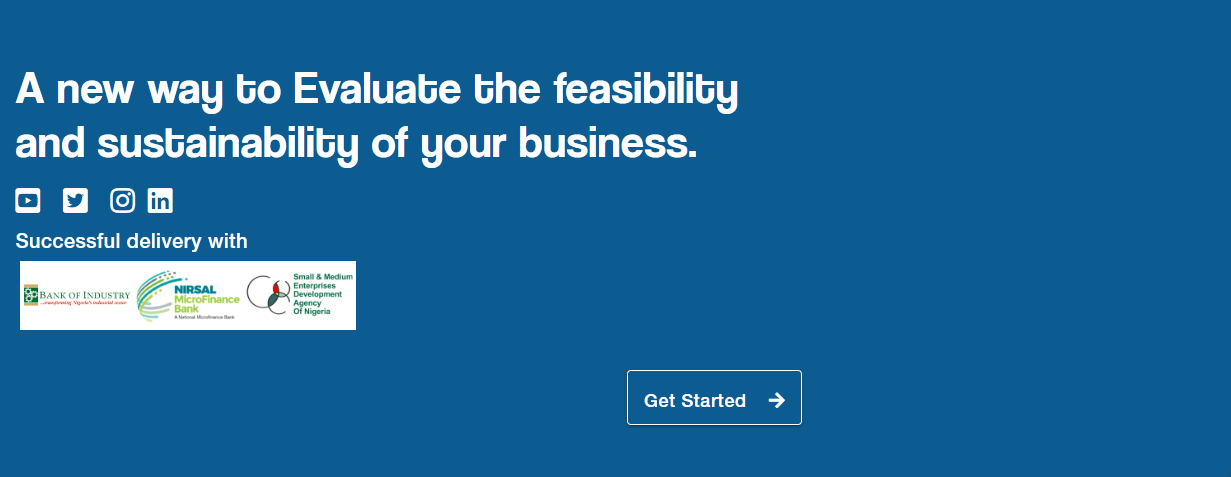 A new way to Evaluate the feasibility
and sustainability of your business.
Successful delivery with
BANK OF INDUSTRY
...transforming Nigeria's industrial sector
NIRSAL
MicroFinance
Bank
A National Microfinance Bank
Small & Medium
Enterprises
Development
Agency
Of Nigeria
Get Started